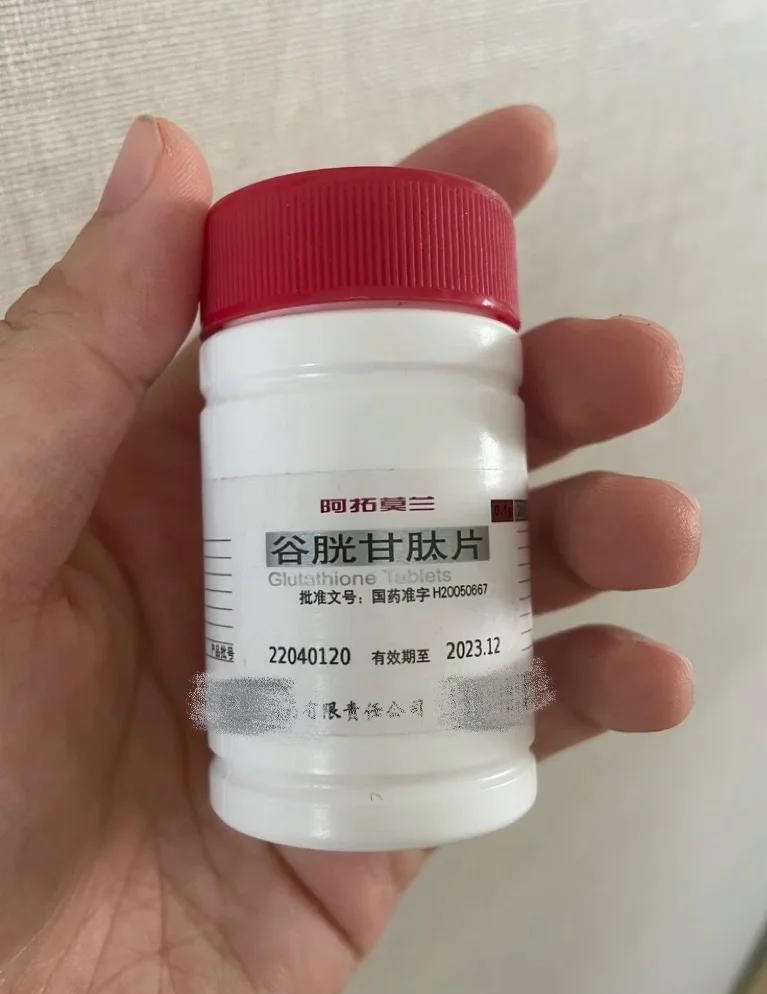 阿拓莫兰
谷胱甘肽片
Glutathione Tablets
批准文号：国药准字H20050667
产品批号 22040120 有效期至 2023.12
有限责任公司